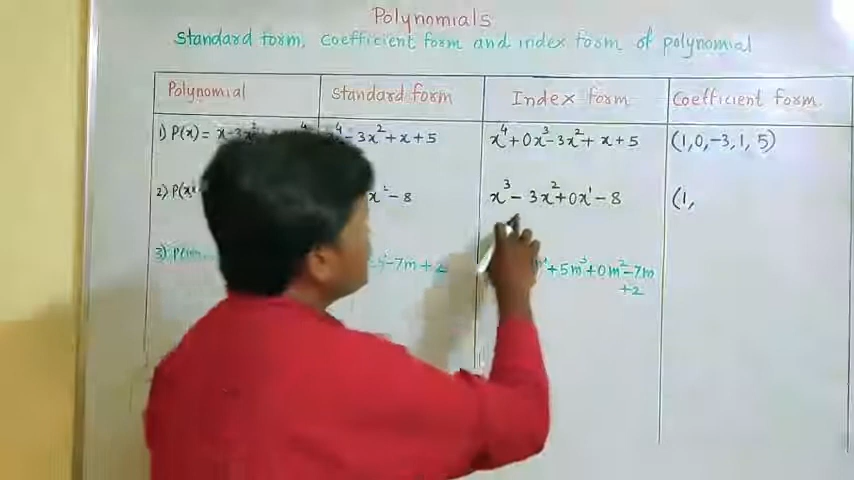 Polynomials
Standard form, coefficient form and index form of polynomial
Polynomial Standard form Index form Coefficient form.
1) P(x) = x-3x² x⁴-3x²+x+5 x⁴+0x³-3x²+x+5 (1,0,-3,1,5)
2) P(x) x²-8 x³-3x²+0x¹-8 (1,
3) -7m+2 +5m³+0m²-7m
+2